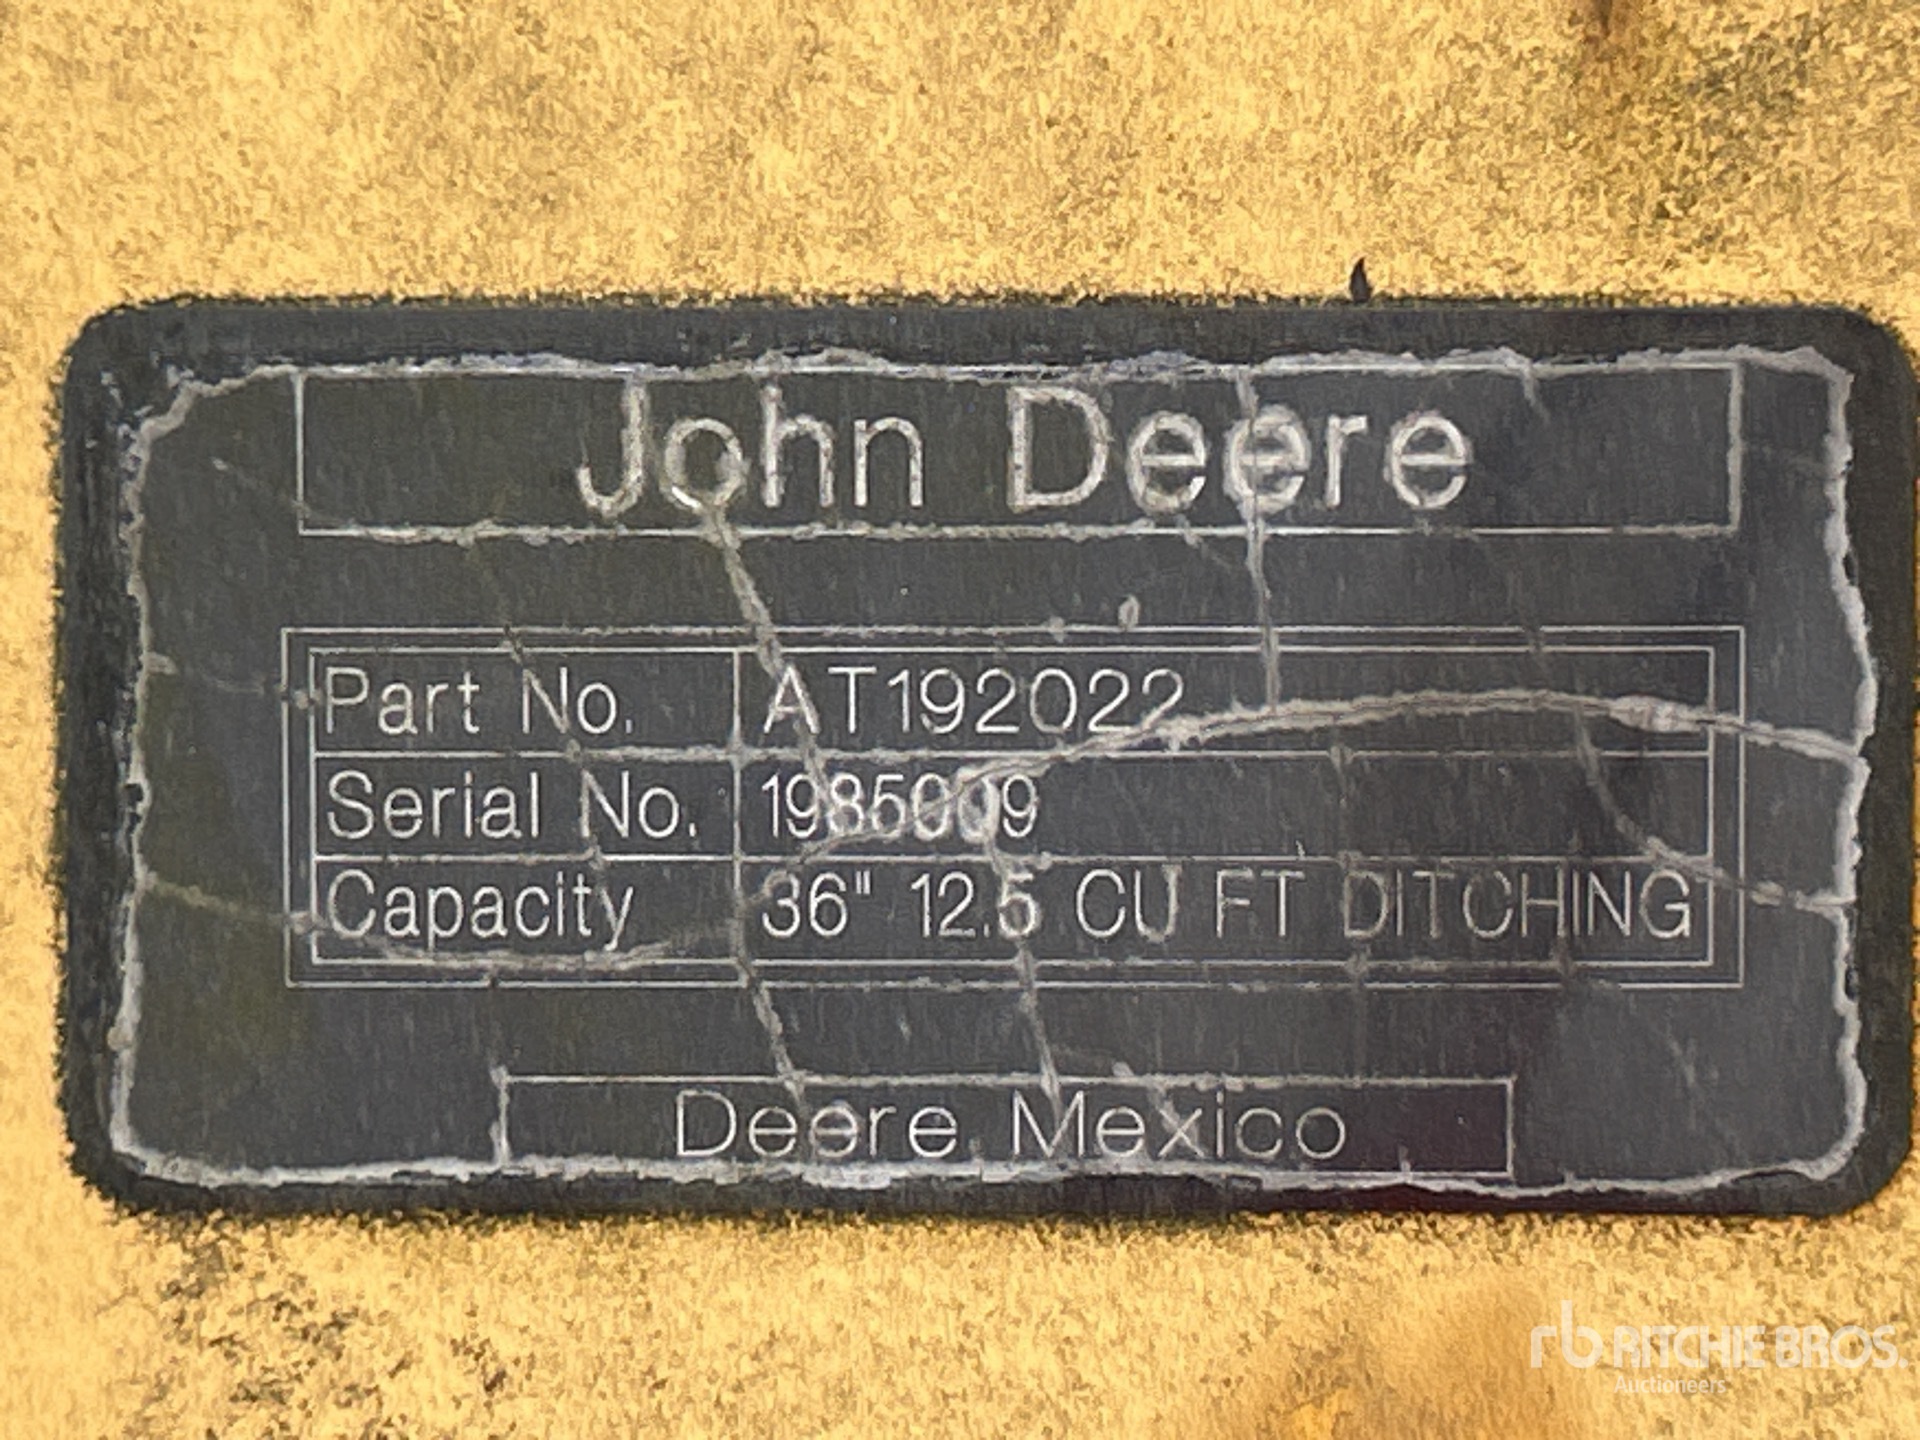 John Deere
Part No. AT192022
Serial No. 1985009
Capacity 36" 12.5 CU FT DITCHING
Deere Mexico
rb RITCHIE BROS.
Auctioneers